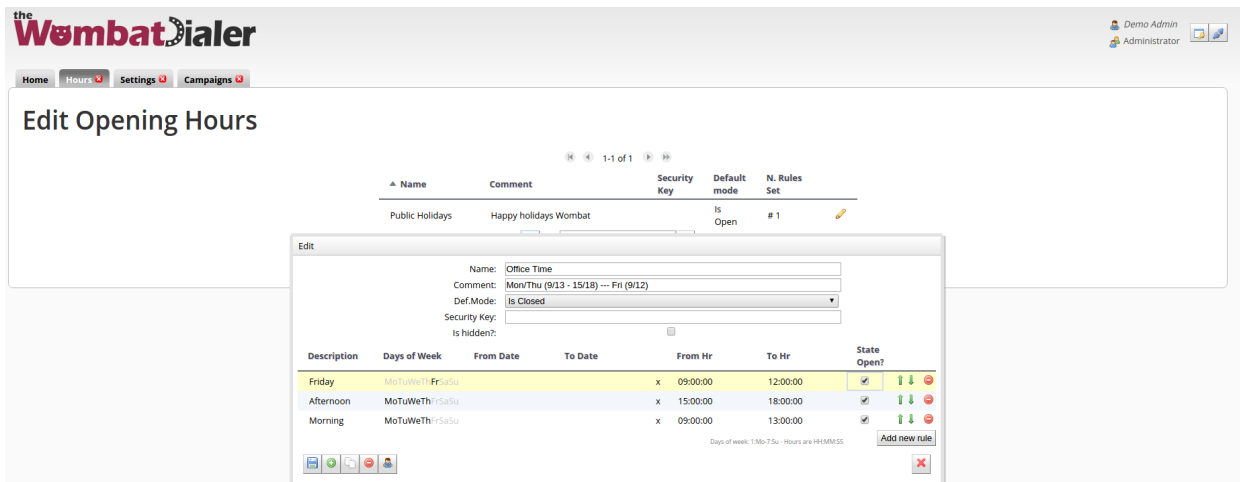 the
WombatDialer
Demo Admin
Administrator
Home Hours Settings Campaigns
Edit Opening Hours
1-1 of 1
Name Comment Security Key Default mode N. Rules Set
Public Holidays Happy holidays Wombat Is Open # 1
Edit
Name: Office Time
Comment: Mon/Thu (9/13 - 15/18) --- Fri (9/12)
Def.Mode: Is Closed
Security Key:
Is hidden?:
Description Days of Week From Date To Date From Hr To Hr State Open?
Friday MoTuWeThFrSaSu x 09:00:00 12:00:00
Afternoon MoTuWeThFrSaSu x 15:00:00 18:00:00
Morning MoTuWeThFrSaSu x 09:00:00 13:00:00
Days of week: 1:Mo-7:Su - Hours are HH:MM:SS
Add new rule